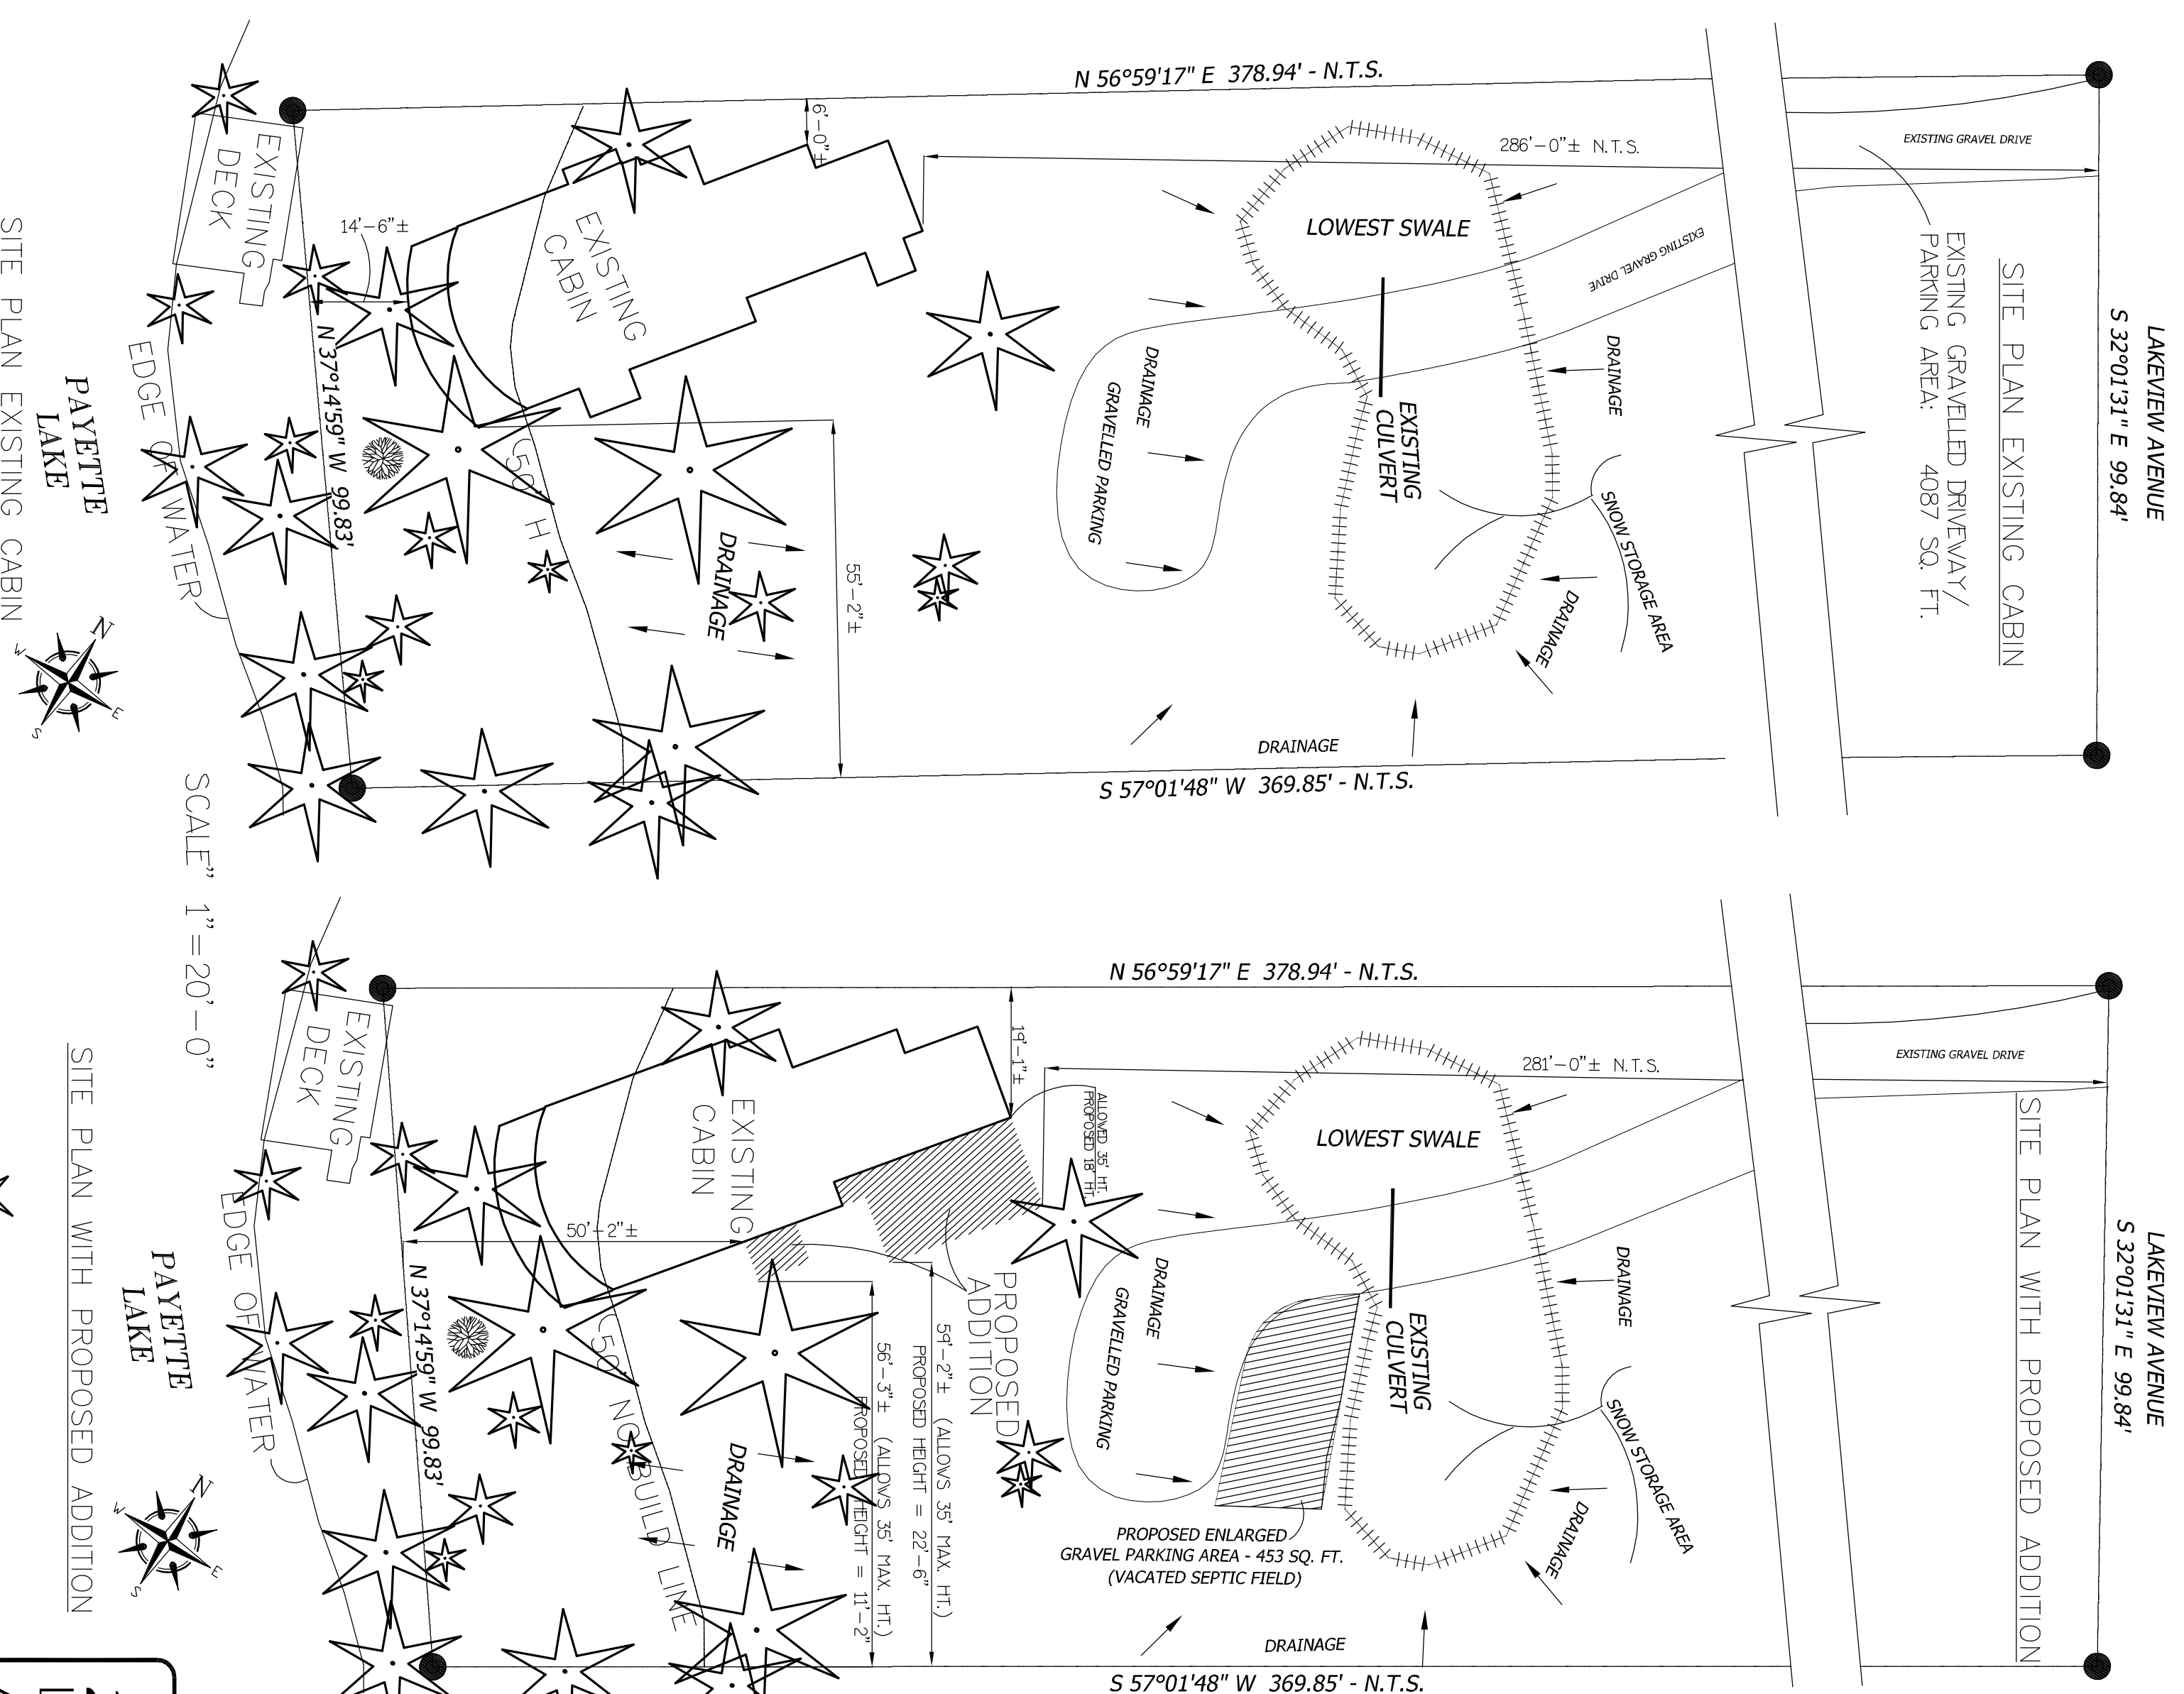 N 56°59'17" E 378.94' - N.T.S.
6'-0"±
286'-0"± N.T.S.
EXISTING GRAVEL DRIVE
EXISTING
DECK
14'-6"±
EXISTING
CABIN
LOWEST SWALE
EXISTING GRAVEL DRIVE
EXISTING GRAVELLED DRIVEWAY/
PARKING AREA: 4087 SQ. FT.
SITE PLAN EXISTING CABIN
LAKEVIEW AVENUE
S 32°01'31" E 99.84'
SITE PLAN EXISTING CABIN
PAYETTE
LAKE
EDGE OF WATER
N 37°14'59" W 99.83'
50' H
DRAINAGE
55'-2"±
DRAINAGE
GRAVELLED PARKING
EXISTING
CULVERT
DRAINAGE
SNOW STORAGE AREA
DRAINAGE
DRAINAGE
S 57°01'48" W 369.85' - N.T.S.
N
W
E
S
SCALE" 1"=20'-0"
N 56°59'17" E 378.94' - N.T.S.
19'-1"±
281'-0"± N.T.S.
EXISTING GRAVEL DRIVE
EXISTING
DECK
EXISTING
CABIN
ALLOWED 35' HT.
PROPOSED 18' HT.
LOWEST SWALE
SITE PLAN WITH PROPOSED ADDITION
LAKEVIEW AVENUE
S 32°01'31" E 99.84'
SITE PLAN WITH PROPOSED ADDITION
PAYETTE
LAKE
EDGE OF WATER
50'-2"±
N 37°14'59" W 99.83'
50' NO BUILD LINE
DRAINAGE
PROPOSED
ADDITION
59'-2"± (ALLOWS 35' MAX. HT.)
PROPOSED HEIGHT = 22'-6"
56'-3"± (ALLOWS 35' MAX. HT.)
PROPOSED HEIGHT = 11'-2"
DRAINAGE
GRAVELLED PARKING
EXISTING
CULVERT
DRAINAGE
SNOW STORAGE AREA
DRAINAGE
PROPOSED ENLARGED
GRAVEL PARKING AREA - 453 SQ. FT.
(VACATED SEPTIC FIELD)
DRAINAGE
S 57°01'48" W 369.85' - N.T.S.
N
W
E
S